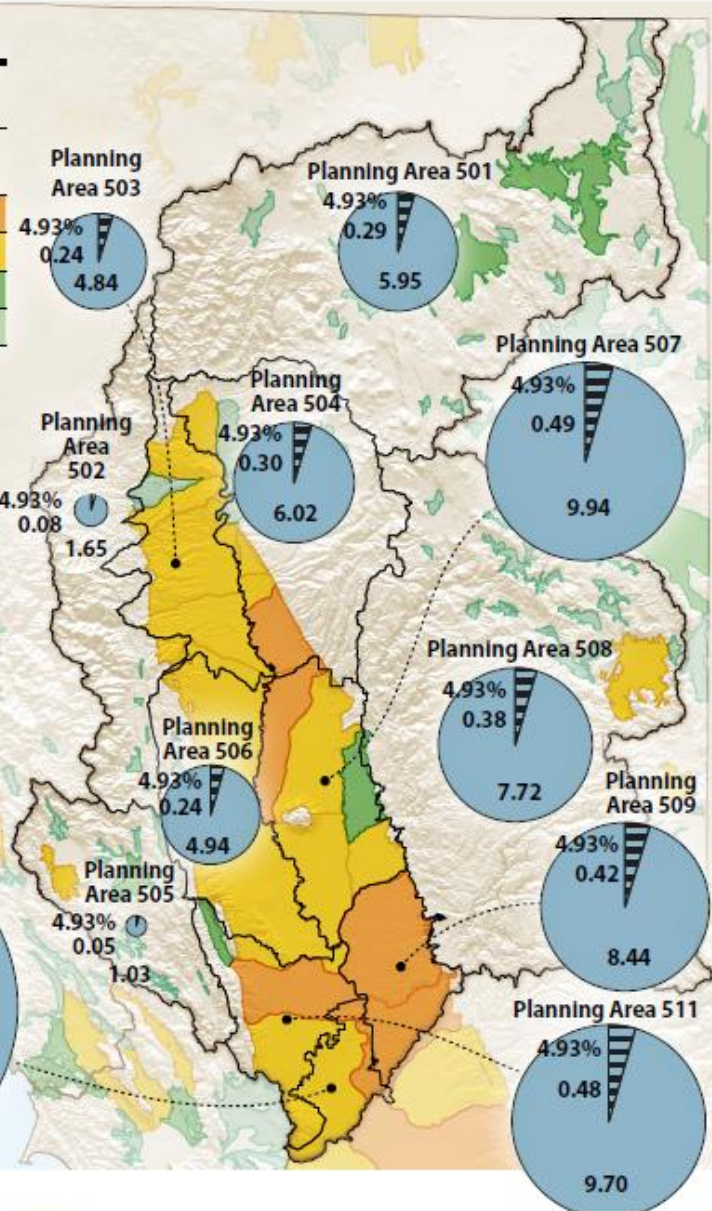 Planning
Area 503
4.93%
0.24
4.84
Planning Area 501
4.93%
0.29
5.95
Planning Area 507
4.93%
0.49
9.94
Planning
Area 504
4.93%
0.30
6.02
Planning
Area
502
4.93%
0.08
1.65
Planning Area 508
4.93%
0.38
7.72
Planning
Area 506
4.93%
0.24
4.94
Planning
Area 509
4.93%
0.42
8.44
Planning
Area 505
4.93%
0.05
1.03
Planning Area 511
4.93%
0.48
9.70